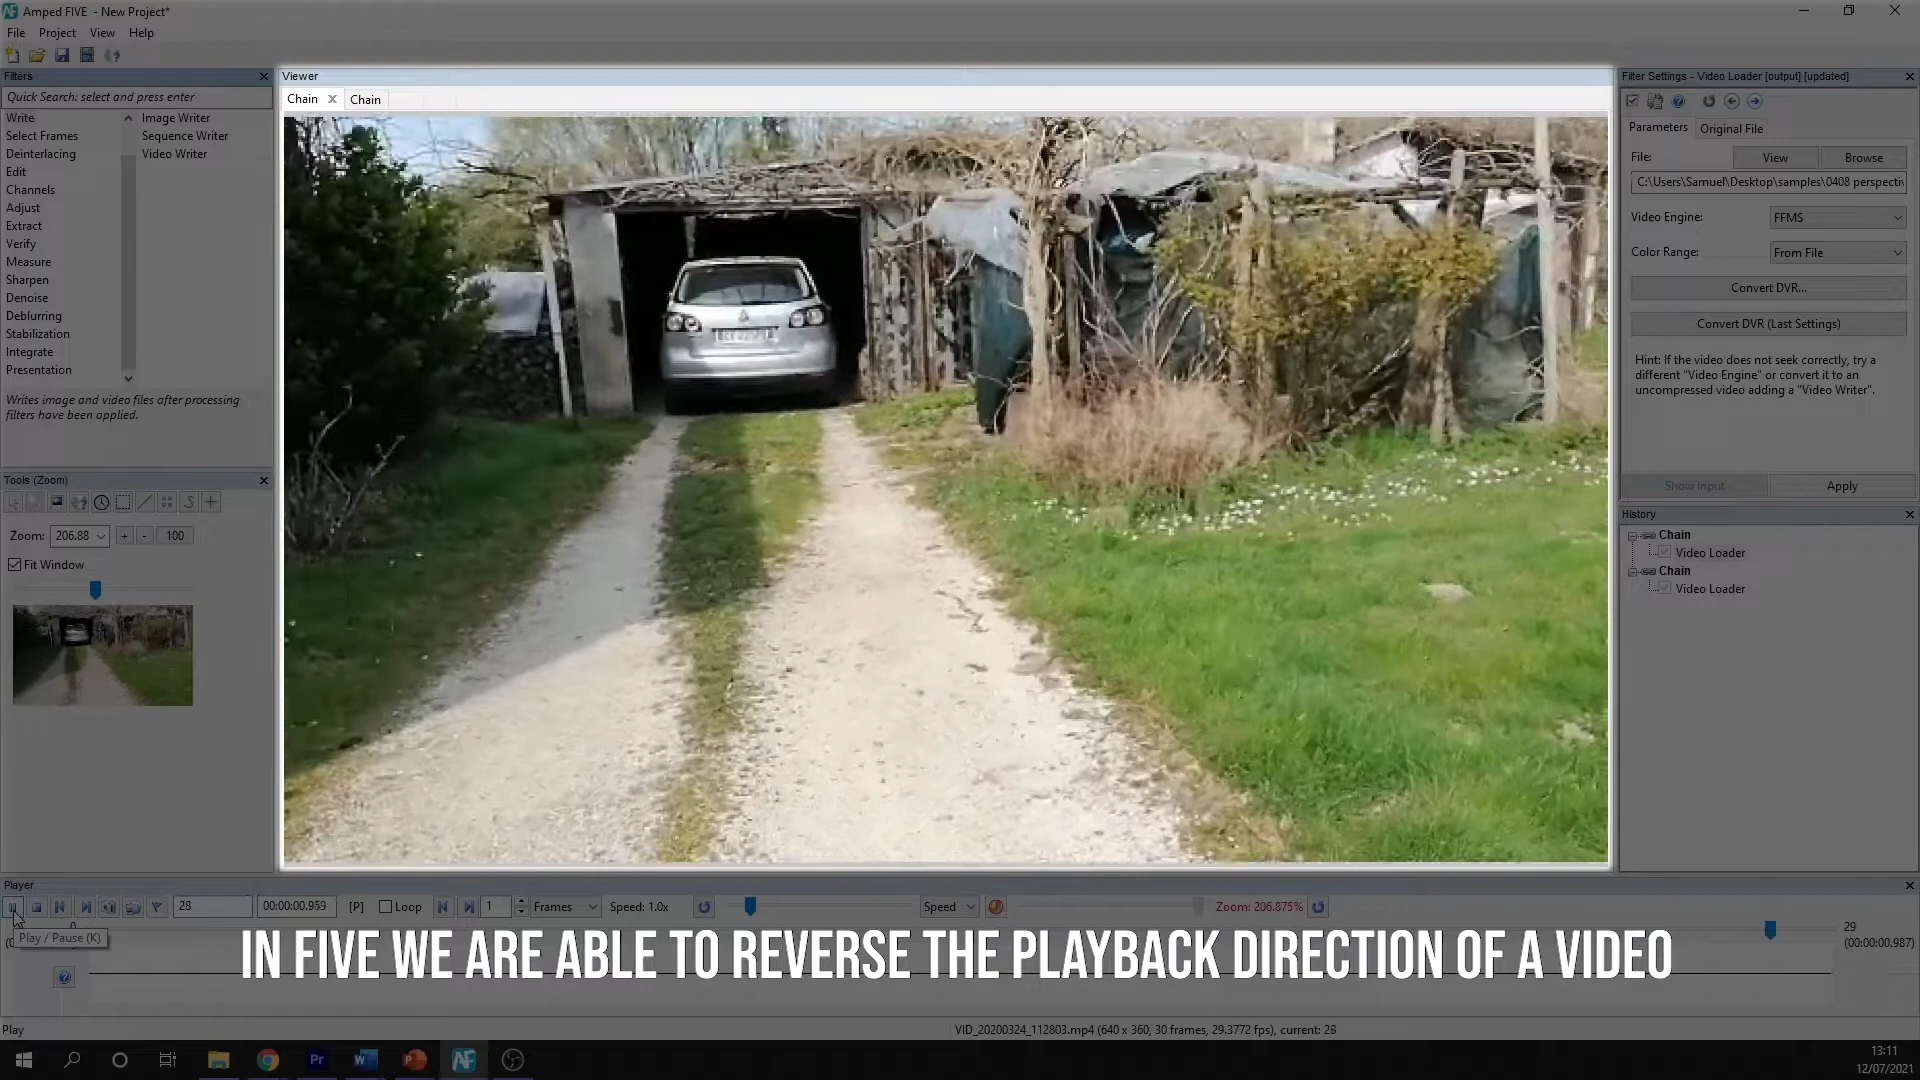 Amped FIVE - New Project*
File Project View Help
Filters
Quick Search: select and press enter
Write
Select Frames
Deinterlacing
Edit
Channels
Adjust
Extract
Verify
Measure
Sharpen
Denoise
Deblurring
Stabilization
Integrate
Presentation
Image Writer
Sequence Writer
Video Writer
Writes image and video files after processing
filters have been applied.
Tools (Zoom)
Zoom: 206.88 + - 100
Fit Window
Viewer
Chain Chain
Filter Settings - Video Loader [output] [updated]
Parameters Original File
File: View Browse
C:\Users\Samuel\Desktop\samples\0408 perspectiv
Video Engine: FFMS
Color Range: From File
Convert DVR...
Convert DVR (Last Settings)
Hint: If the video does not seek correctly, try a
different "Video Engine" or convert it to an
uncompressed video adding a "Video Writer".
Show Input Apply
History
Chain
Video Loader
Chain
Video Loader
Player
28 00:00:00.959 [P] Loop 1 Frames Speed: 1.0x Speed Zoom: 206.875%
0
29
(00:00:00.987)
Play / Pause (K)
IN FIVE WE ARE ABLE TO REVERSE THE PLAYBACK DIRECTION OF A VIDEO
Play
VID_20200324_112803.mp4 (640 x 360, 30 frames, 29.3772 fps), current: 28
Pr W P
13:11
12/07/2021